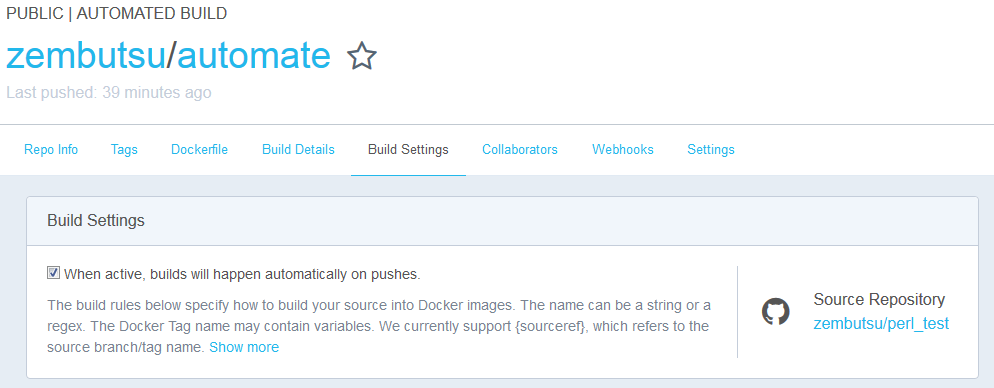 PUBLIC | AUTOMATED BUILD
zembutsu/automate
Last pushed: 39 minutes ago
Repo Info Tags Dockerfile Build Details Build Settings Collaborators Webhooks Settings
Build Settings
When active, builds will happen automatically on pushes.
The build rules below specify how to build your source into Docker images. The name can be a string or a
regex. The Docker Tag name may contain variables. We currently support {sourceref}, which refers to the
source branch/tag name. Show more
Source Repository
zembutsu/perl_test